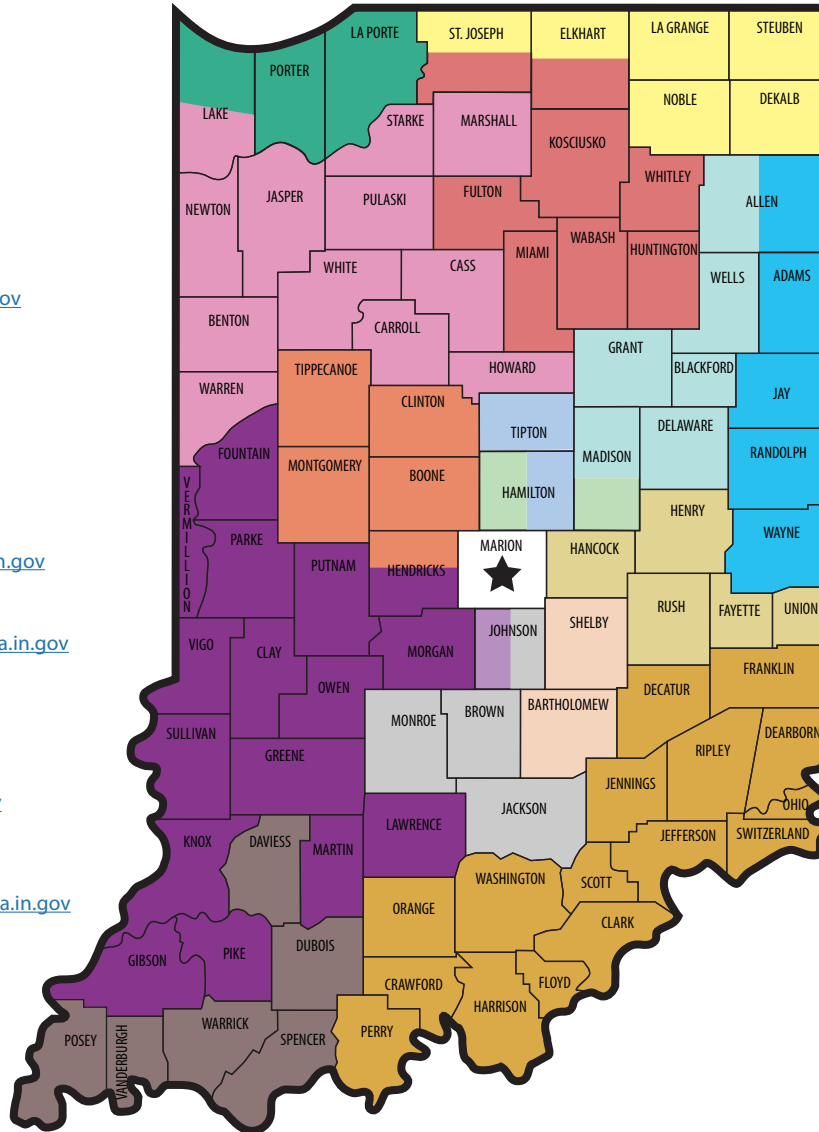 LA PORTE
ST. JOSEPH
ELKHART
LA GRANGE
STEUBEN
PORTER
NOBLE
DEKALB
LAKE
STARKE
MARSHALL
KOSCIUSKO
WHITLEY
ALLEN
NEWTON
JASPER
PULASKI
FULTON
WHITE
CASS
MIAMI
WABASH
HUNTINGTON
WELLS
ADAMS
ov
BENTON
CARROLL
GRANT
BLACKFORD
WARREN
TIPPECANOE
HOWARD
JAY
CLINTON
TIPTON
DELAWARE
FOUNTAIN
MONTGOMERY
BOONE
MADISON
RANDOLPH
HAMILTON
VERMILLION
HENRY
PARKE
PUTNAM
HENDRICKS
MARION
HANCOCK
WAYNE
n.gov
RUSH
FAYETTE
UNION
VIGO
CLAY
MORGAN
JOHNSON
SHELBY
a.in.gov
OWEN
FRANKLIN
DECATUR
SULLIVAN
MONROE
BROWN
BARTHOLOMEW
DEARBORN
GREENE
RIPLEY
JENNINGS
OHIO
JACKSON
KNOX
DAVIESS
MARTIN
LAWRENCE
JEFFERSON
SWITZERLAND
WASHINGTON
SCOTT
a.in.gov
ORANGE
CLARK
GIBSON
PIKE
DUBOIS
CRAWFORD
FLOYD
HARRISON
POSEY
VANDERBURGH
WARRICK
SPENCER
PERRY